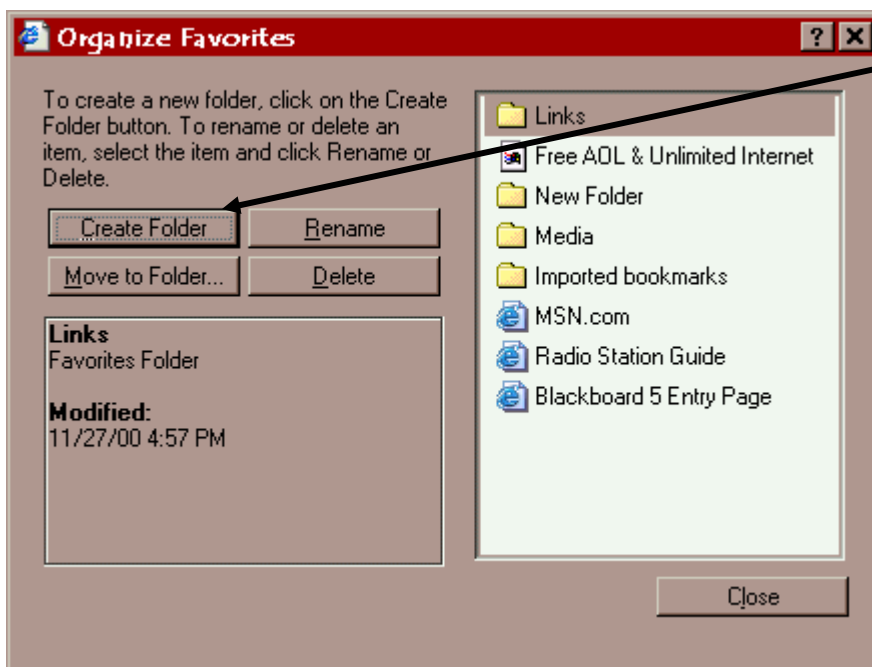 Organize Favorites
?
To create a new folder, click on the Create
Folder button. To rename or delete an
item, select the item and click Rename or
Delete.
Create Folder
Rename
Move to Folder...
Delete
Links
Favorites Folder
Modified:
11/27/00 4:57 PM
Links
Free AOL & Unlimited Internet
New Folder
Media
Imported bookmarks
MSN.com
Radio Station Guide
Blackboard 5 Entry Page
Close